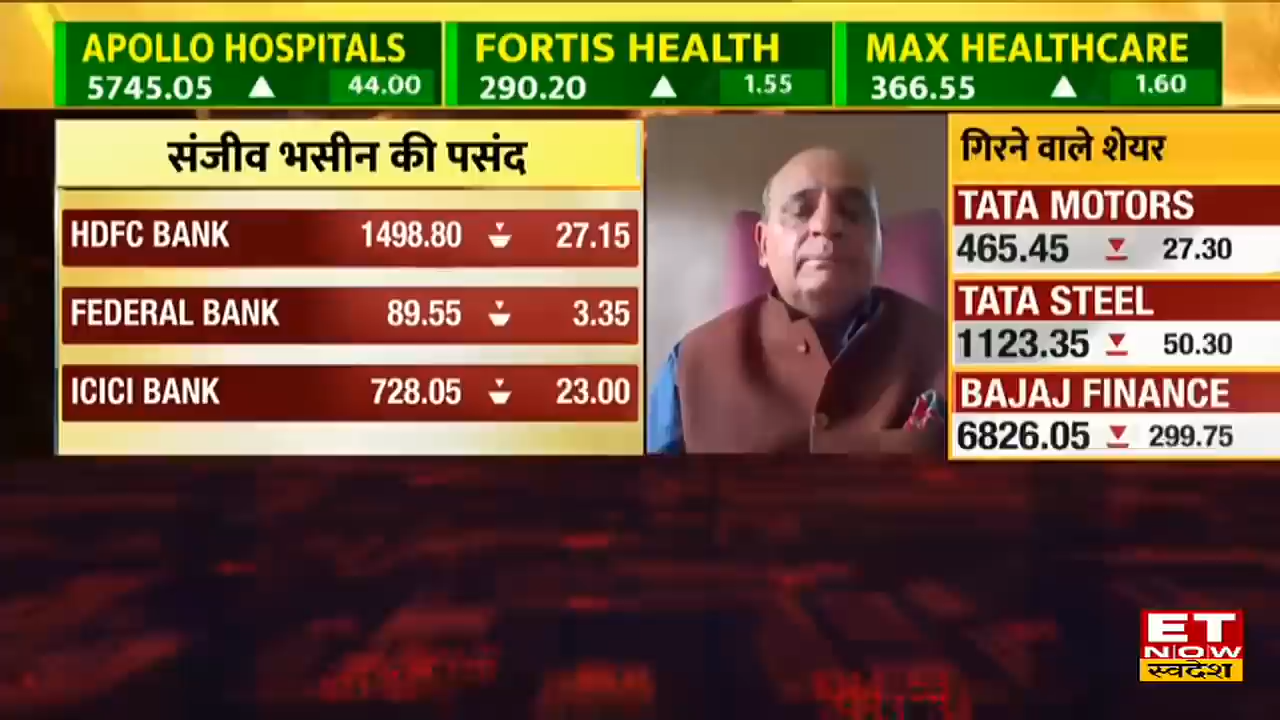 APOLLO HOSPITALS
5745.05 44.00
FORTIS HEALTH
290.20 1.55
MAX HEALTHCARE
366.55 1.60
संजीव भसीन की पसंद
HDFC BANK 1498.80 27.15
FEDERAL BANK 89.55 3.35
ICICI BANK 728.05 23.00
गिरने वाले शेयर
TATA MOTORS
465.45 27.30
TATA STEEL
1123.35 50.30
BAJAJ FINANCE
6826.05 299.75
ET
NOW
स्वदेश